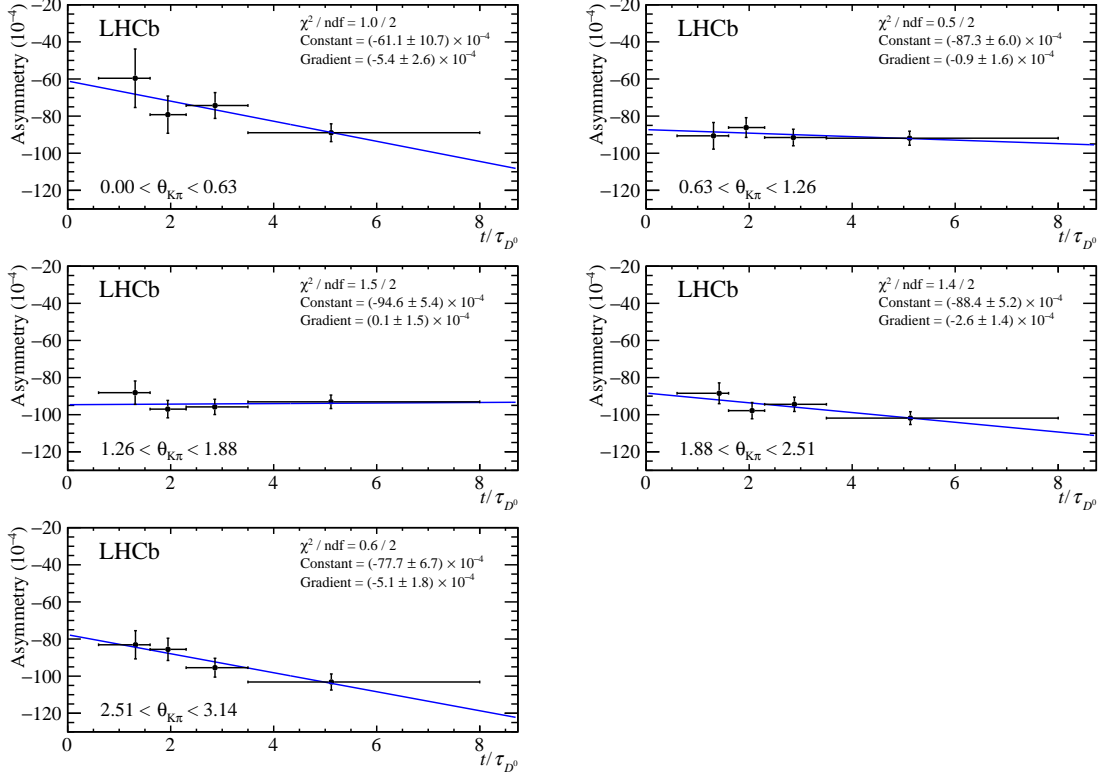 LHCb
χ² / ndf = 1.0 / 2
Constant = (-61.1 ± 10.7) × 10⁻⁴
Gradient = (-5.4 ± 2.6) × 10⁻⁴
Asymmetry (10⁻⁴)
−20
−40
−60
−80
−100
−120
0.00 < θ_Kπ < 0.63
0 2 4 6 8
t/τ_D⁰
LHCb
χ² / ndf = 0.5 / 2
Constant = (-87.3 ± 6.0) × 10⁻⁴
Gradient = (-0.9 ± 1.6) × 10⁻⁴
Asymmetry (10⁻⁴)
−20
−40
−60
−80
−100
−120
0.63 < θ_Kπ < 1.26
0 2 4 6 8
t/τ_D⁰
LHCb
χ² / ndf = 1.5 / 2
Constant = (-94.6 ± 5.4) × 10⁻⁴
Gradient = (0.1 ± 1.5) × 10⁻⁴
Asymmetry (10⁻⁴)
−20
−40
−60
−80
−100
−120
1.26 < θ_Kπ < 1.88
0 2 4 6 8
t/τ_D⁰
LHCb
χ² / ndf = 1.4 / 2
Constant = (-88.4 ± 5.2) × 10⁻⁴
Gradient = (-2.6 ± 1.4) × 10⁻⁴
Asymmetry (10⁻⁴)
−20
−40
−60
−80
−100
−120
1.88 < θ_Kπ < 2.51
0 2 4 6 8
t/τ_D⁰
LHCb
χ² / ndf = 0.6 / 2
Constant = (-77.7 ± 6.7) × 10⁻⁴
Gradient = (-5.1 ± 1.8) × 10⁻⁴
Asymmetry (10⁻⁴)
−20
−40
−60
−80
−100
−120
2.51 < θ_Kπ < 3.14
0 2 4 6 8
t/τ_D⁰